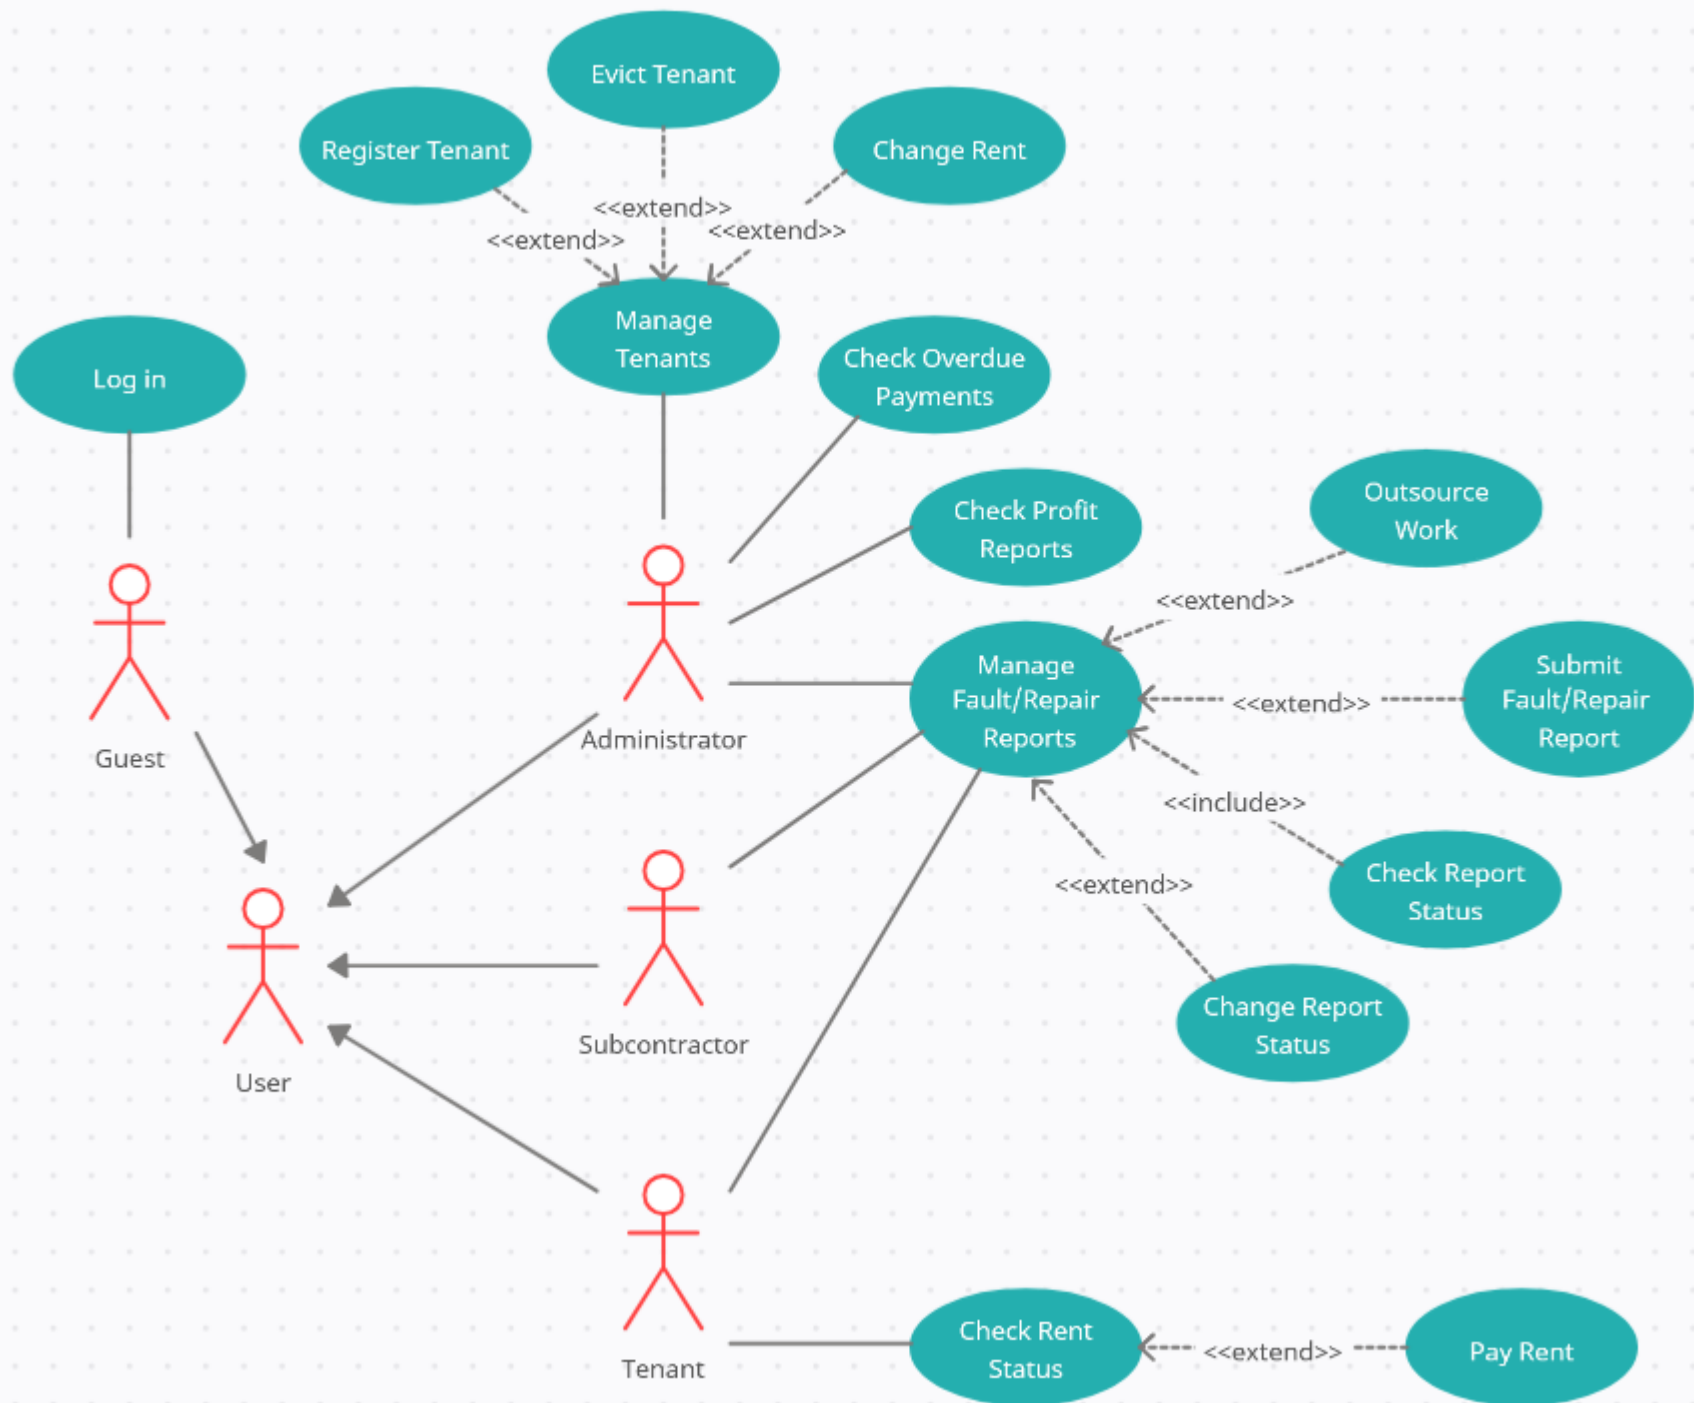 Evict Tenant
Register Tenant
Change Rent
<<extend>>
<<extend>>
<<extend>>
Manage
Tenants
Log in
Check Overdue
Payments
Check Profit
Reports
Outsource
Work
<<extend>>
Manage
Fault/Repair
Reports
<<extend>>
Submit
Fault/Repair
Report
Guest
Administrator
<<include>>
Check Report
Status
<<extend>>
Change Report
Status
User
Subcontractor
Tenant
Check Rent
Status
<<extend>>
Pay Rent